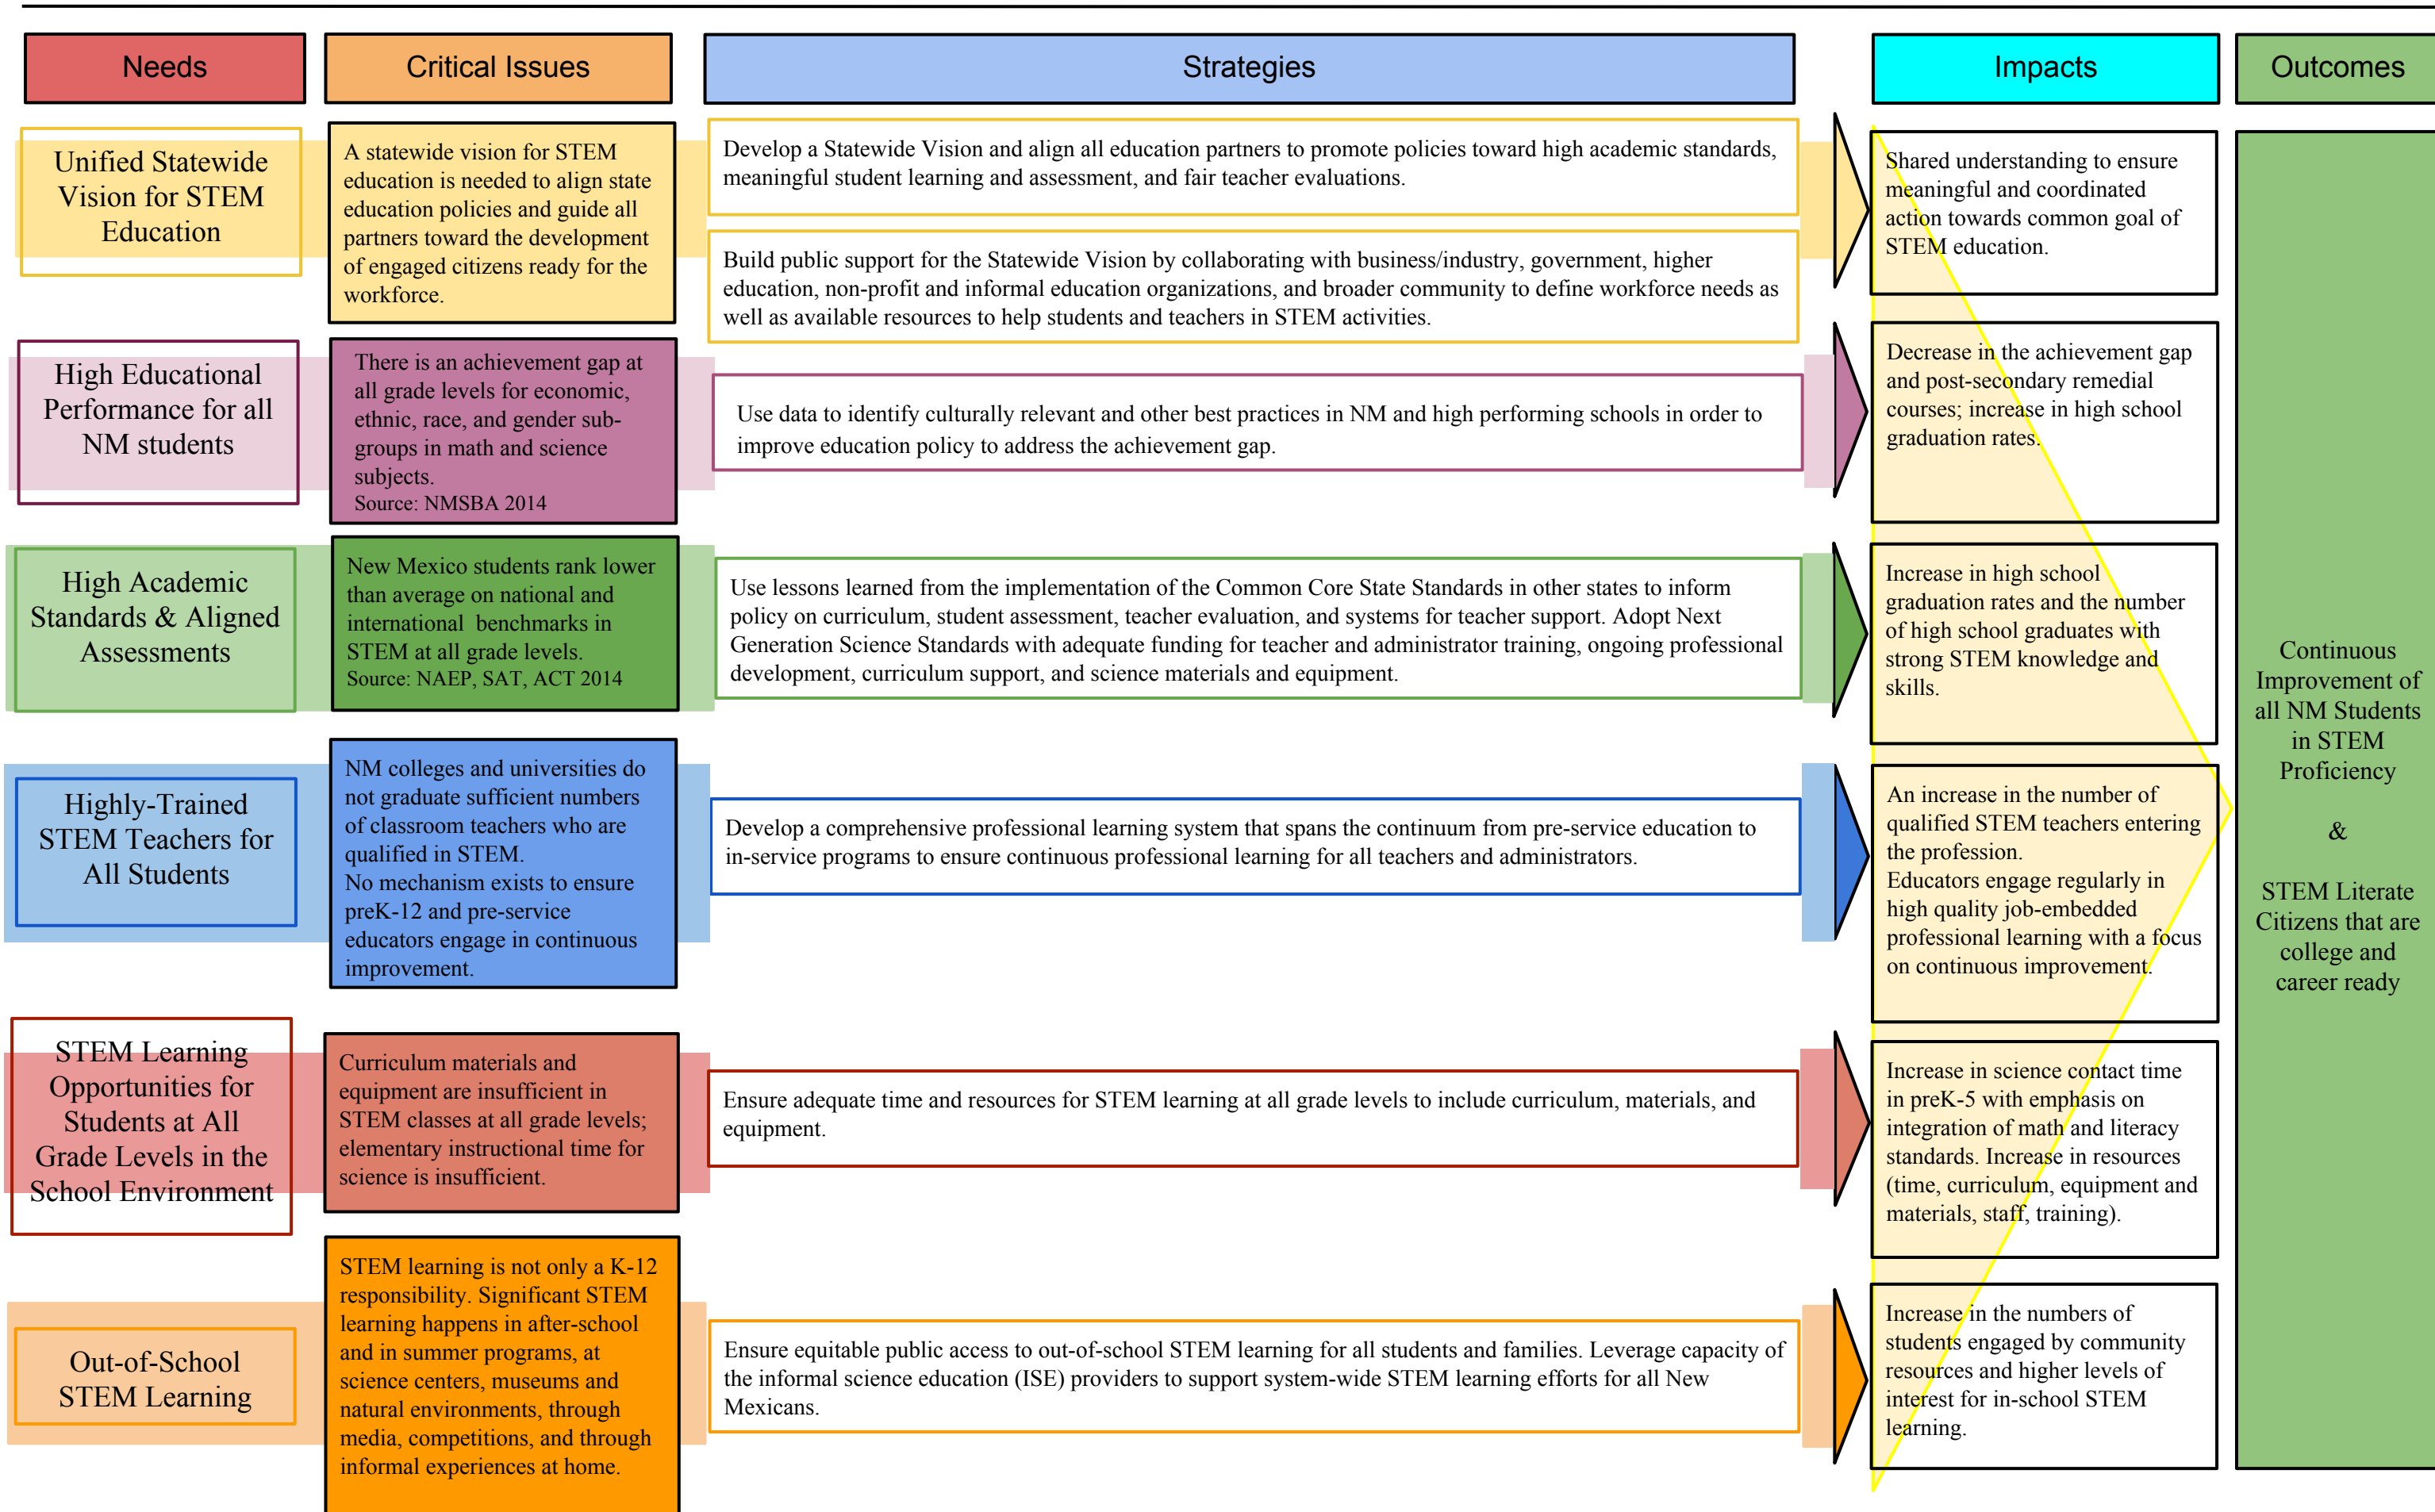 Needs
Critical Issues
Strategies
Impacts
Outcomes
Unified Statewide
Vision for STEM
Education
A statewide vision for STEM
education is needed to align state
education policies and guide all
partners toward the development
of engaged citizens ready for the
workforce.
Develop a Statewide Vision and align all education partners to promote policies toward high academic standards,
meaningful student learning and assessment, and fair teacher evaluations.
Build public support for the Statewide Vision by collaborating with business/industry, government, higher
education, non-profit and informal education organizations, and broader community to define workforce needs as
well as available resources to help students and teachers in STEM activities.
Shared understanding to ensure
meaningful and coordinated
action towards common goal of
STEM education.
High Educational
Performance for all
NM students
There is an achievement gap at
all grade levels for economic,
ethnic, race, and gender sub-
groups in math and science
subjects.
Source: NMSBA 2014
Use data to identify culturally relevant and other best practices in NM and high performing schools in order to
improve education policy to address the achievement gap.
Decrease in the achievement gap
and post-secondary remedial
courses; increase in high school
graduation rates.
High Academic
Standards & Aligned
Assessments
New Mexico students rank lower
than average on national and
international benchmarks in
STEM at all grade levels.
Source: NAEP, SAT, ACT 2014
Use lessons learned from the implementation of the Common Core State Standards in other states to inform
policy on curriculum, student assessment, teacher evaluation, and systems for teacher support. Adopt Next
Generation Science Standards with adequate funding for teacher and administrator training, ongoing professional
development, curriculum support, and science materials and equipment.
Increase in high school
graduation rates and the number
of high school graduates with
strong STEM knowledge and
skills.
Highly-Trained
STEM Teachers for
All Students
NM colleges and universities do
not graduate sufficient numbers
of classroom teachers who are
qualified in STEM.
No mechanism exists to ensure
preK-12 and pre-service
educators engage in continuous
improvement.
Develop a comprehensive professional learning system that spans the continuum from pre-service education to
in-service programs to ensure continuous professional learning for all teachers and administrators.
An increase in the number of
qualified STEM teachers entering
the profession.
Educators engage regularly in
high quality job-embedded
professional learning with a focus
on continuous improvement.
STEM Learning
Opportunities for
Students at All
Grade Levels in the
School Environment
Curriculum materials and
equipment are insufficient in
STEM classes at all grade levels;
elementary instructional time for
science is insufficient.
Ensure adequate time and resources for STEM learning at all grade levels to include curriculum, materials, and
equipment.
Increase in science contact time
in preK-5 with emphasis on
integration of math and literacy
standards. Increase in resources
(time, curriculum, equipment and
materials, staff, training).
Out-of-School
STEM Learning
STEM learning is not only a K-12
responsibility. Significant STEM
learning happens in after-school
and in summer programs, at
science centers, museums and
natural environments, through
media, competitions, and through
informal experiences at home.
Ensure equitable public access to out-of-school STEM learning for all students and families. Leverage capacity of
the informal science education (ISE) providers to support system-wide STEM learning efforts for all New
Mexicans.
Increase in the numbers of
students engaged by community
resources and higher levels of
interest for in-school STEM
learning.
Continuous
Improvement of
all NM Students
in STEM
Proficiency
&
STEM Literate
Citizens that are
college and
career ready